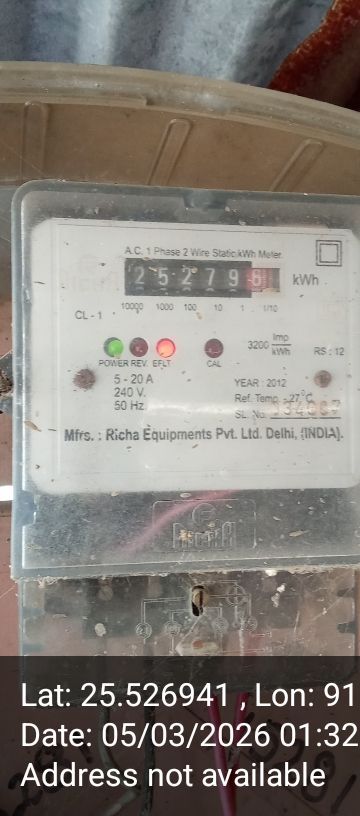 A.C. 1 Phase 2 Wire Static kWh Meter.
2 5 2 7 9 8 kWh
10000 1000 100 10 1 1/10
CL - 1
3200 Imp/kWh RS : 12
POWER REV. EFLT CAL
5 - 20 A
240 V.
50 Hz.
YEAR : 2012
Ref. Temp. 27°C
SL. No.
Mfrs. : Richa Equipments Pvt. Ltd. Delhi, (INDIA).
Lat: 25.526941 , Lon: 91
Date: 05/03/2026 01:32
Address not available